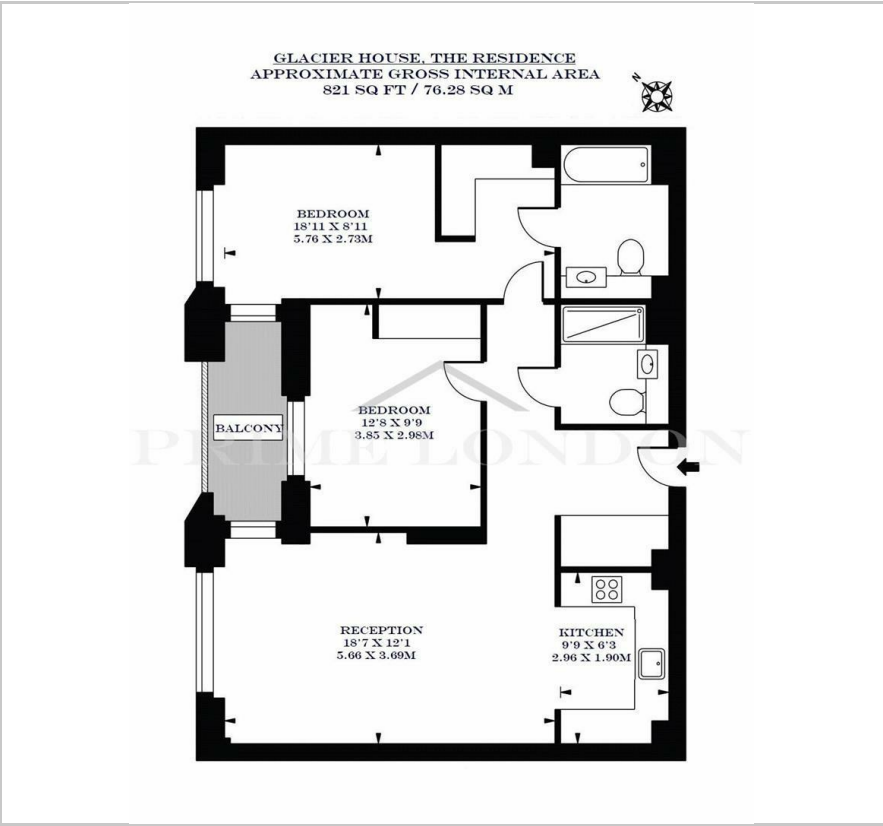 GLACIER HOUSE, THE RESIDENCE
APPROXIMATE GROSS INTERNAL AREA
821 SQ FT / 76.28 SQ M
N
BEDROOM
18'11 X 8'11
5.76 X 2.73M
BEDROOM
12'8 X 9'9
3.85 X 2.98M
BALCONY
PRIME LONDON
RECEPTION
18'7 X 12'1
5.66 X 3.69M
KITCHEN
9'9 X 6'3
2.96 X 1.90M